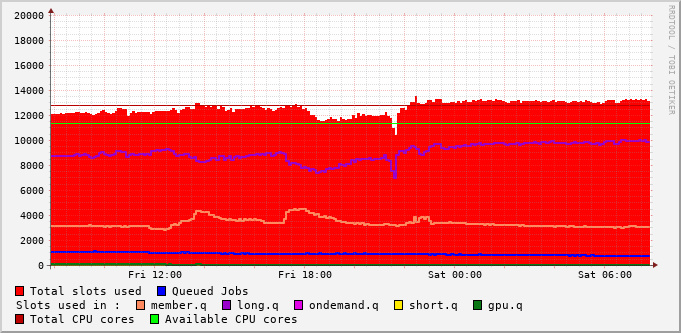 20000
18000
16000
14000
12000
10000
8000
6000
4000
2000
0
Fri 12:00 Fri 18:00 Sat 00:00 Sat 06:00
Total slots used Queued Jobs
Slots used in : member.q long.q ondemand.q short.q gpu.q
Total CPU cores Available CPU cores
RRDTOOL / TOBI OETIKER